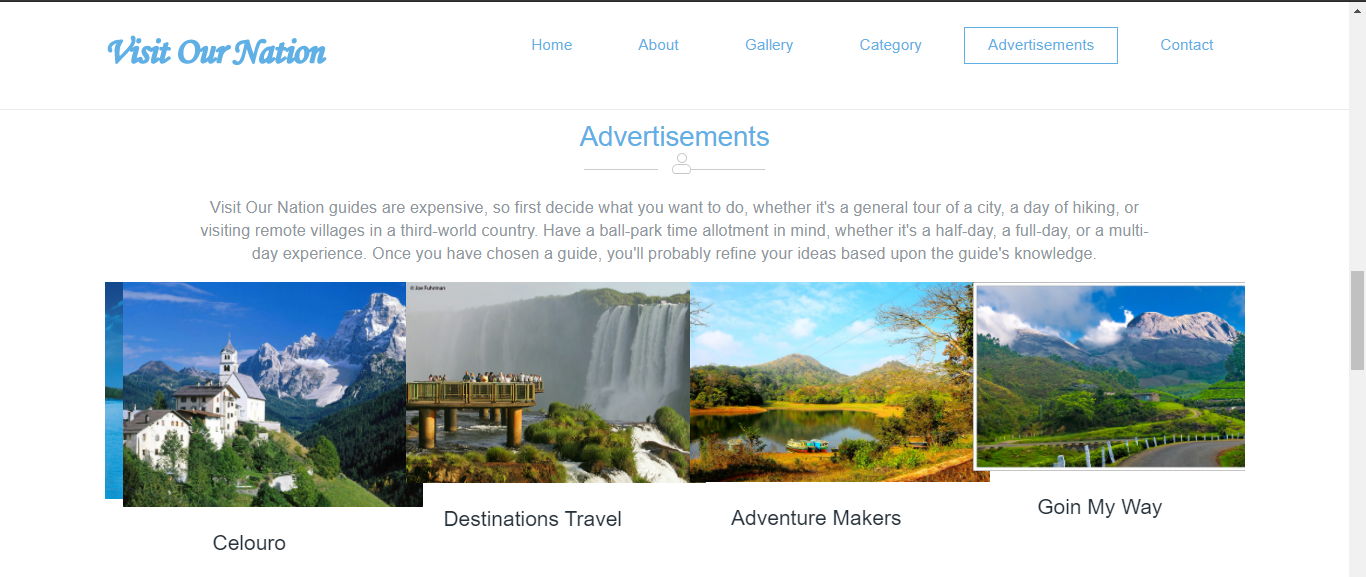 Visit Our Nation
Home
About
Gallery
Category
Advertisements
Contact
Advertisements
Visit Our Nation guides are expensive, so first decide what you want to do, whether it's a general tour of a city, a day of hiking, or
visiting remote villages in a third-world country. Have a ball-park time allotment in mind, whether it's a half-day, a full-day, or a multi-
day experience. Once you have chosen a guide, you'll probably refine your ideas based upon the guide's knowledge.
© Joe Fuhrman
Celouro
Destinations Travel
Adventure Makers
Goin My Way